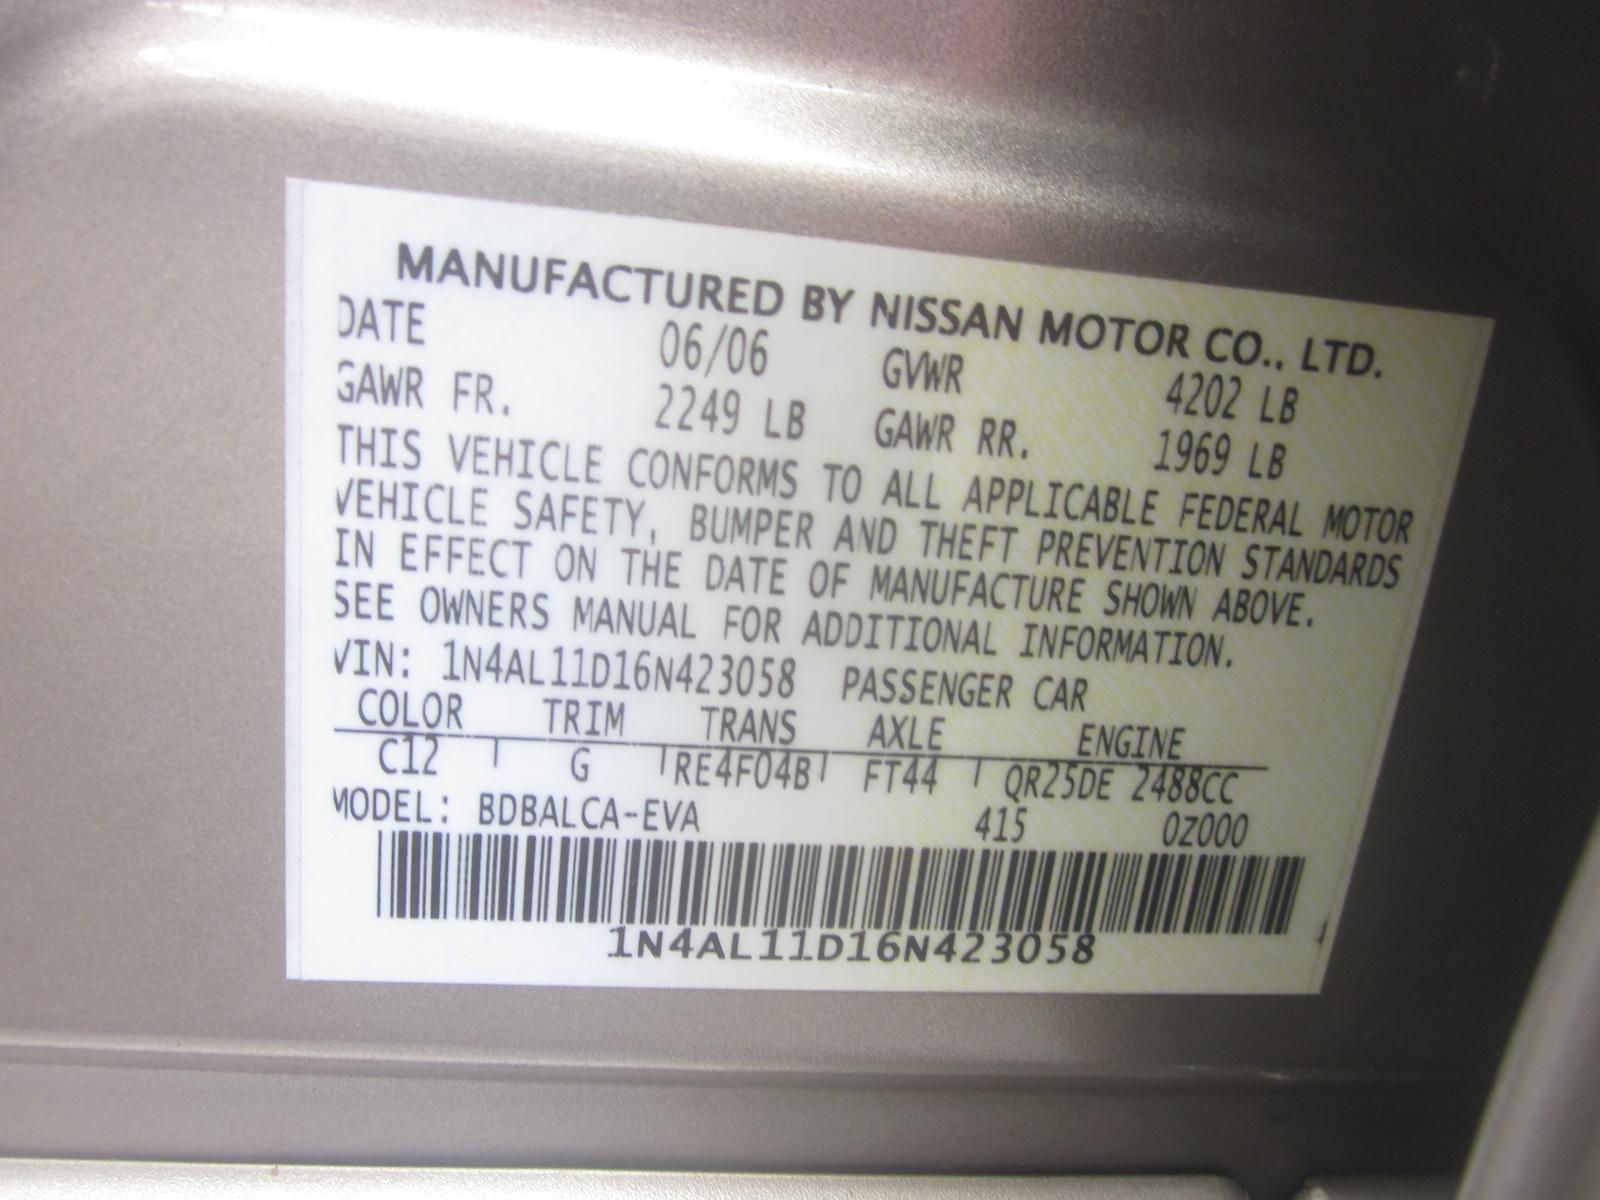 MANUFACTURED BY NISSAN MOTOR CO., LTD.
DATE 06/06 GVWR 4202 LB
GAWR FR. 2249 LB GAWR RR. 1969 LB
THIS VEHICLE CONFORMS TO ALL APPLICABLE FEDERAL MOTOR
VEHICLE SAFETY, BUMPER AND THEFT PREVENTION STANDARDS
IN EFFECT ON THE DATE OF MANUFACTURE SHOWN ABOVE.
SEE OWNERS MANUAL FOR ADDITIONAL INFORMATION.
VIN: 1N4AL11D16N423058 PASSENGER CAR
COLOR TRIM TRANS AXLE ENGINE
C12 G RE4F04B FT44 QR25DE 2488CC
MODEL: BDBALCA-EVA 415 0Z000
1N4AL11D16N423058